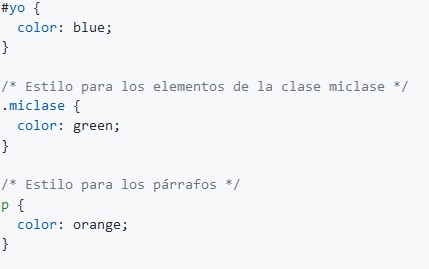 #yo {
  color: blue;
}
/* Estilo para los elementos de la clase miclase */
.miclase {
  color: green;
}
/* Estilo para los párrafos */
p {
  color: orange;
}